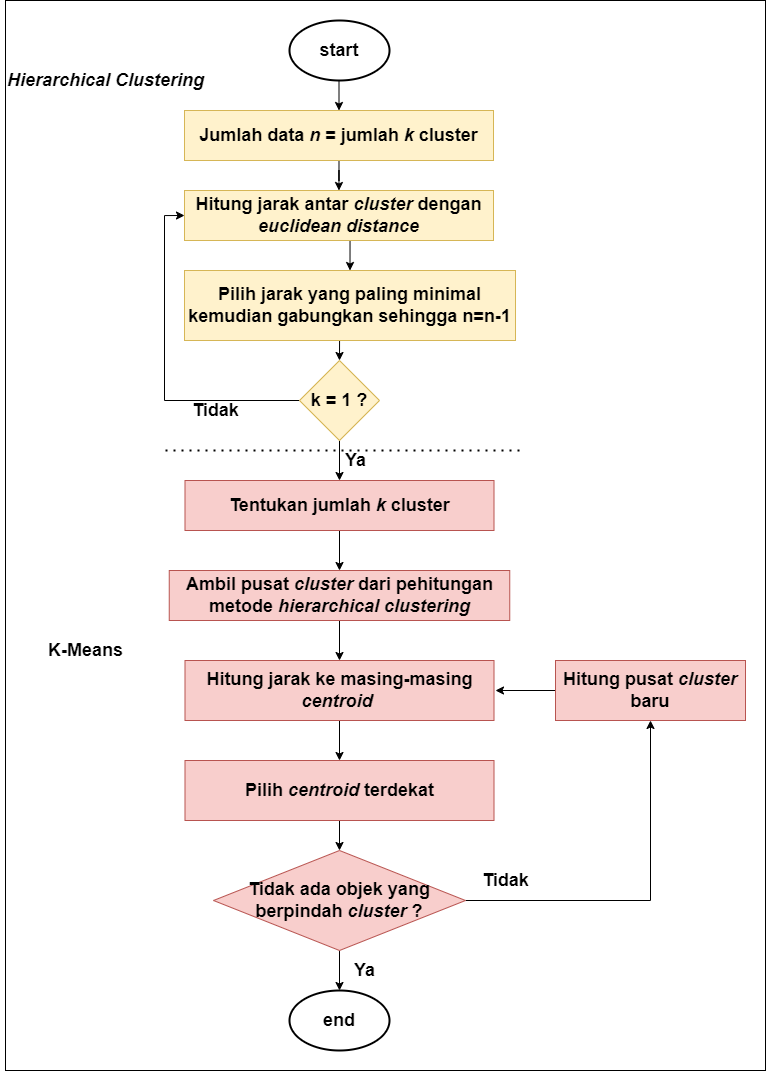 start
Hierarchical Clustering
Jumlah data n = jumlah k cluster
Hitung jarak antar cluster dengan
euclidean distance
Pilih jarak yang paling minimal
kemudian gabungkan sehingga n=n-1
k = 1 ?
Tidak
Ya
Tentukan jumlah k cluster
Ambil pusat cluster dari pehitungan
metode hierarchical clustering
K-Means
Hitung jarak ke masing-masing
centroid
Hitung pusat cluster
baru
Pilih centroid terdekat
Tidak ada objek yang
berpindah cluster ?
Tidak
Ya
end